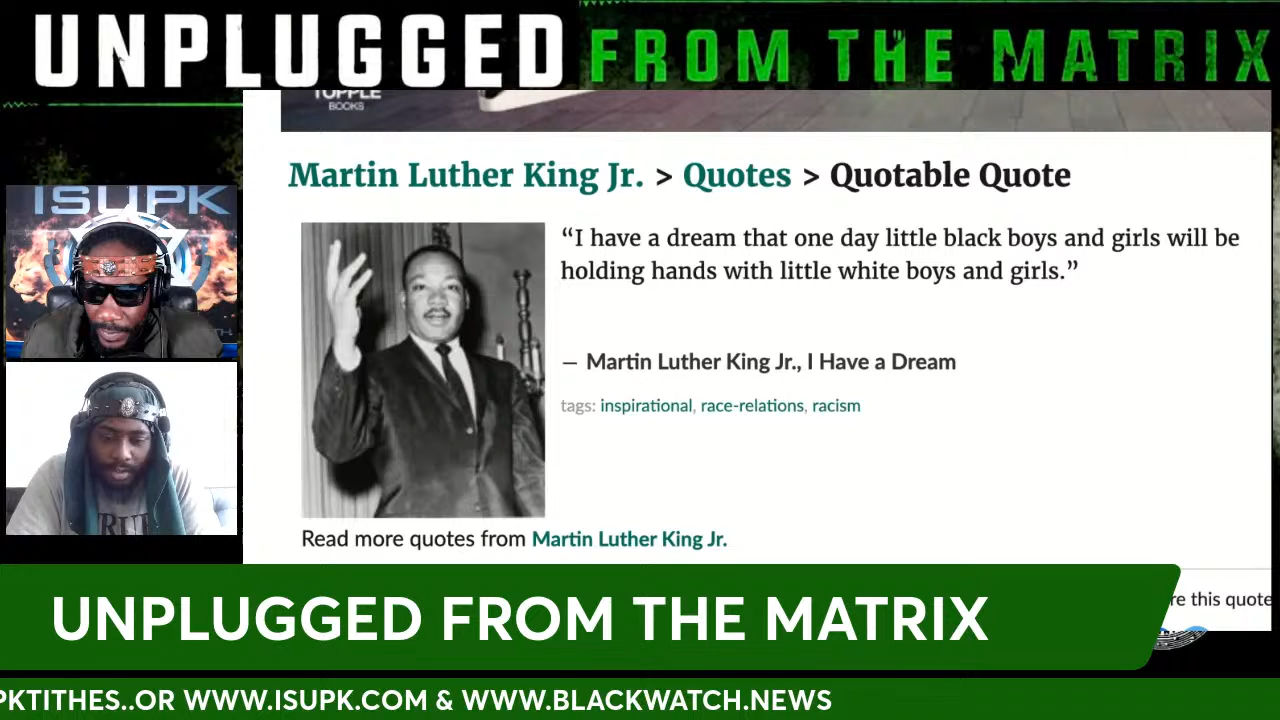 UNPLUGGED FROM THE MATRIX
TOPPLE
BOOKS
Martin Luther King Jr. > Quotes > Quotable Quote
ISUPK
“I have a dream that one day little black boys and girls will be
holding hands with little white boys and girls.”
— Martin Luther King Jr., I Have a Dream
tags: inspirational, race-relations, racism
Read more quotes from Martin Luther King Jr.
re this quote
UNPLUGGED FROM THE MATRIX
PKTITHES..OR WWW.ISUPK.COM & WWW.BLACKWATCH.NEWS